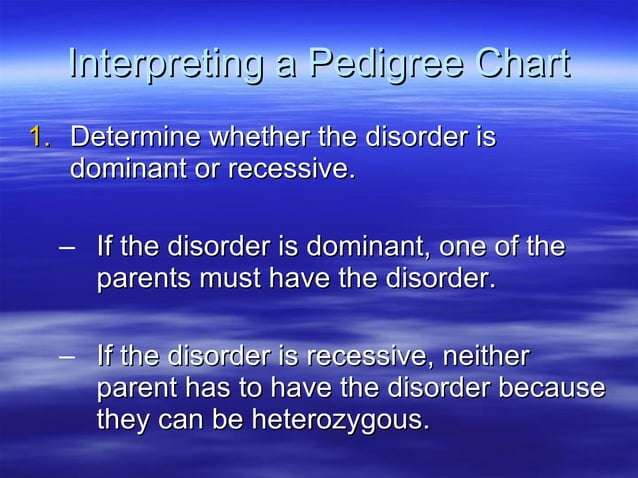 Interpreting a Pedigree Chart
1. Determine whether the disorder is
dominant or recessive.
– If the disorder is dominant, one of the
parents must have the disorder.
– If the disorder is recessive, neither
parent has to have the disorder because
they can be heterozygous.